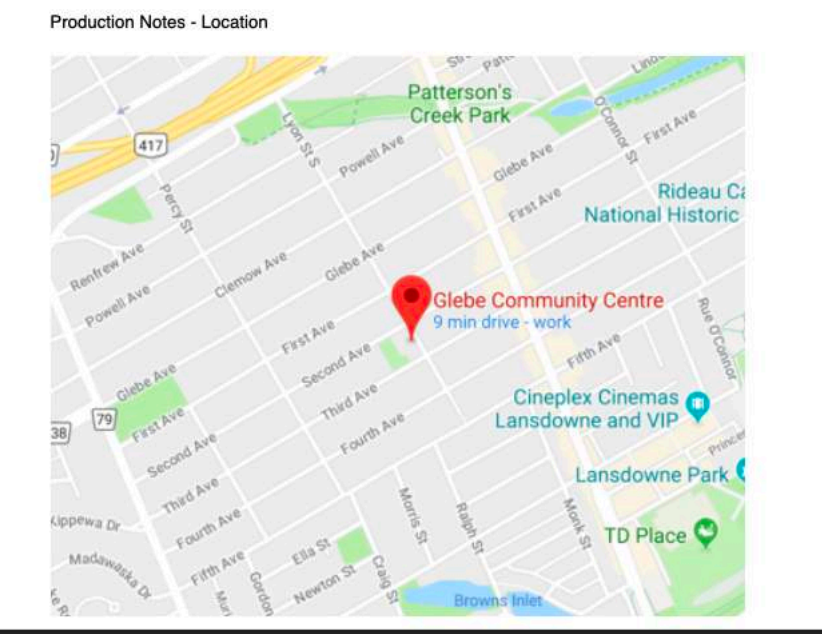 Production Notes - Location
Patterson's
Creek Park
417
Lyon St S
Powell Ave
O'Connor St
First Ave
Glebe Ave
Percy St
First Ave
Rideau
National Historic
Renfrew Ave
Clemow Ave
Glebe Ave
Powell Ave
Glebe Community Centre
9 min drive - work
Rue O'Connor
First Ave
Second Ave
Fifth Ave
Glebe Ave
Third Ave
Cineplex Cinemas
Lansdowne and VIP
79
First Ave
38
Fourth Ave
Second Ave
Lansdowne Park
Third Ave
Morris St
Ralph St
Monk St
Kippewa Dr
Fourth Ave
TD Place
Ella St
Madawaska Dr
Fifth Ave
Craig St
Gordon
Newton St
Browns Inlet